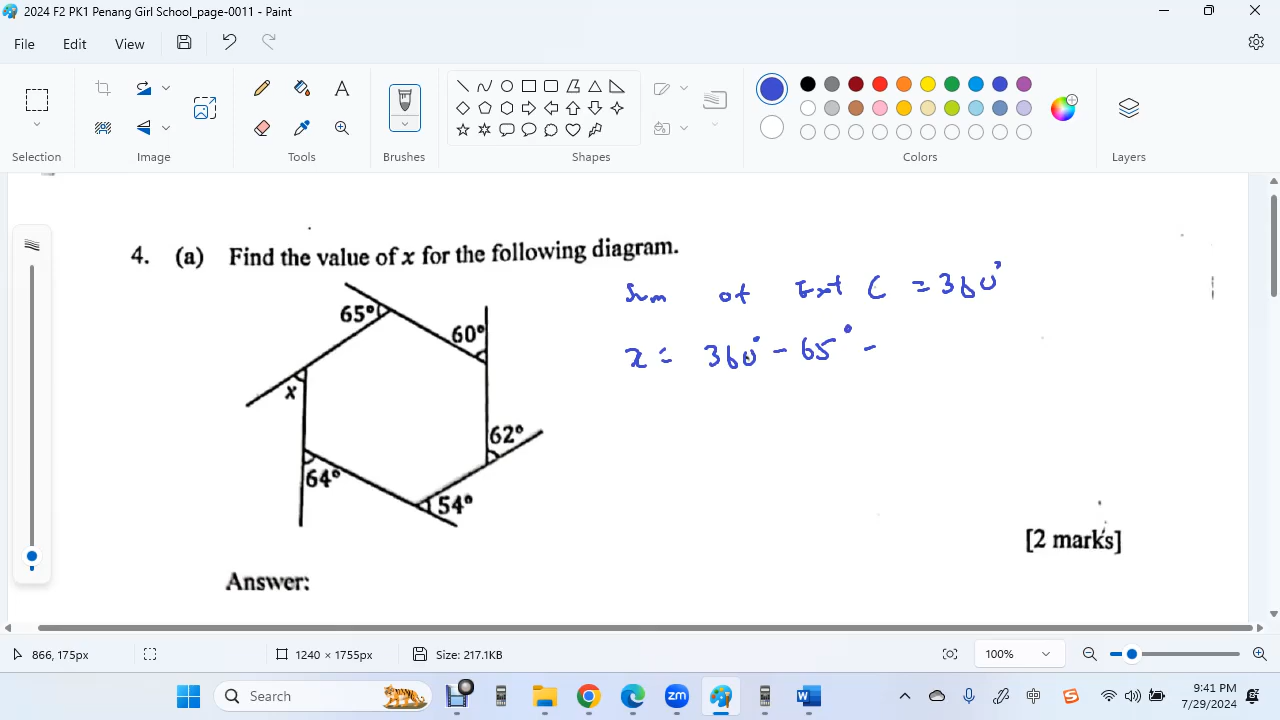 2024 F2 PK1 Penang Girl School_page-0011 - Paint
File Edit View
Selection Image Tools Brushes Shapes Colors Layers
4. (a) Find the value of x for the following diagram.
Sum of Ext ∠ = 360°
x = 360° - 65° -
65°
60°
x
62°
64°
54°
[2 marks]
Answer:
866, 175px 1240 × 1755px Size: 217.1KB 100%
Search zm W 中 S 9:41 PM
7/29/2024